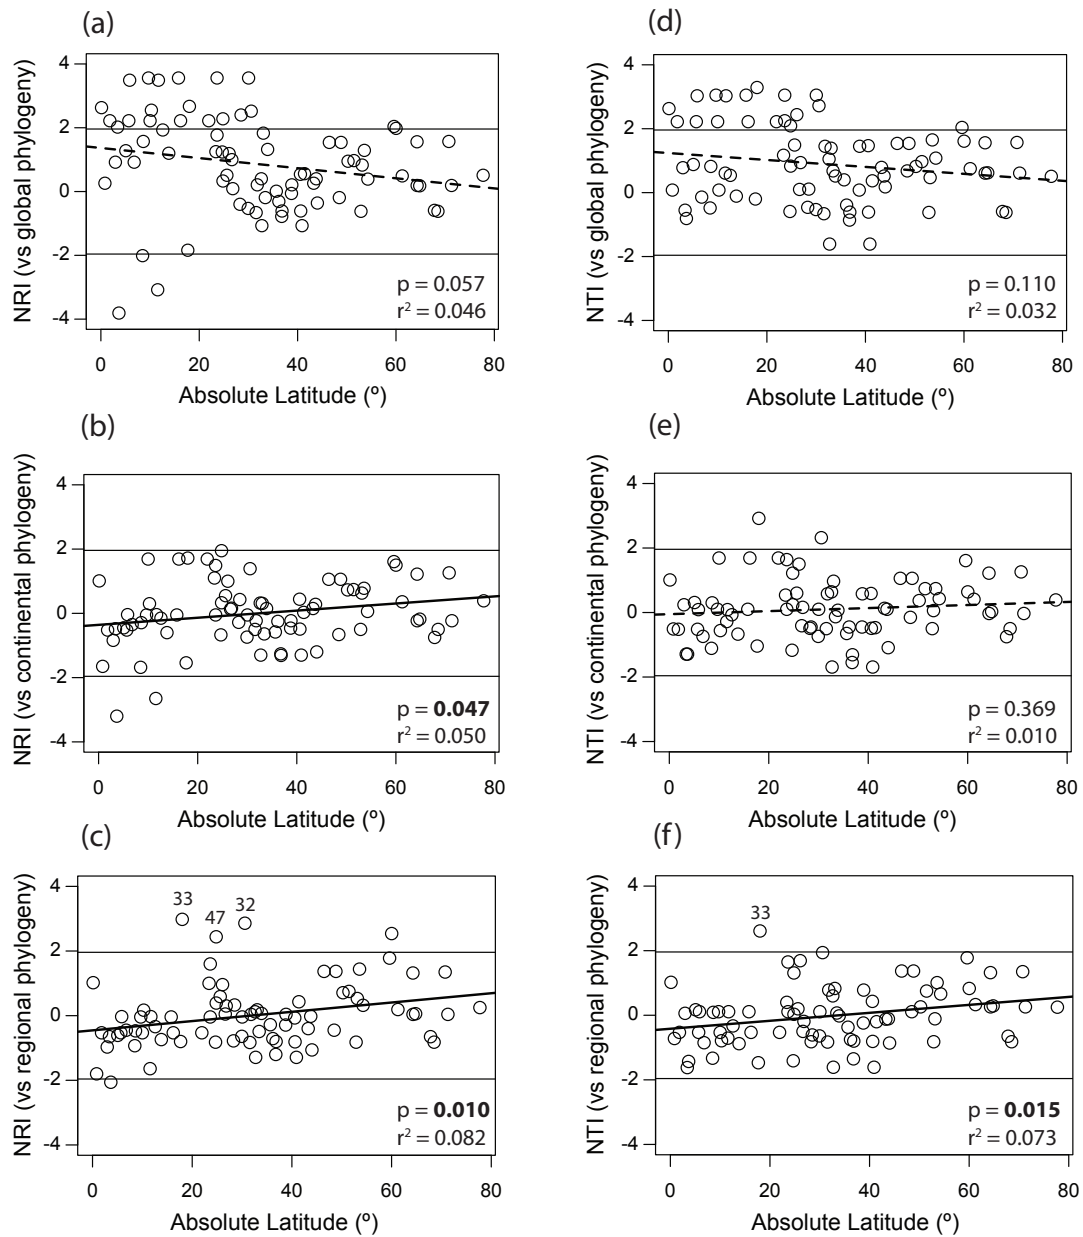 (a)
NRI (vs global phylogeny)
4
2
0
-2
-4
p = 0.057
r² = 0.046
0 20 40 60 80
Absolute Latitude (º)
(d)
NTI (vs global phylogeny)
4
2
0
-2
-4
p = 0.110
r² = 0.032
0 20 40 60 80
Absolute Latitude (º)
(b)
NRI (vs continental phylogeny)
4
2
0
-2
-4
p = 0.047
r² = 0.050
0 20 40 60 80
Absolute Latitude (º)
(e)
NTI (vs continental phylogeny)
4
2
0
-2
-4
p = 0.369
r² = 0.010
0 20 40 60 80
Absolute Latitude (º)
(c)
NRI (vs regional phylogeny)
4
2
0
-2
-4
33
47
32
p = 0.010
r² = 0.082
0 20 40 60 80
Absolute Latitude (º)
(f)
NTI (vs regional phylogeny)
4
2
0
-2
-4
33
p = 0.015
r² = 0.073
0 20 40 60 80
Absolute Latitude (º)